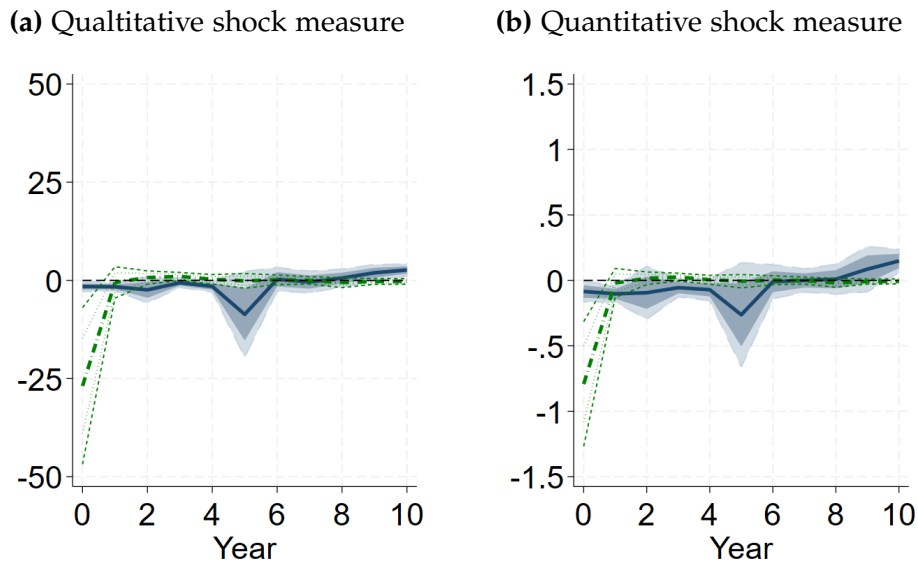 (a) Qualtitative shock measure
50
25
0
-25
-50
0 2 4 6 8 10
Year
(b) Quantitative shock measure
1.5
1
.5
0
-.5
-1
-1.5
0 2 4 6 8 10
Year